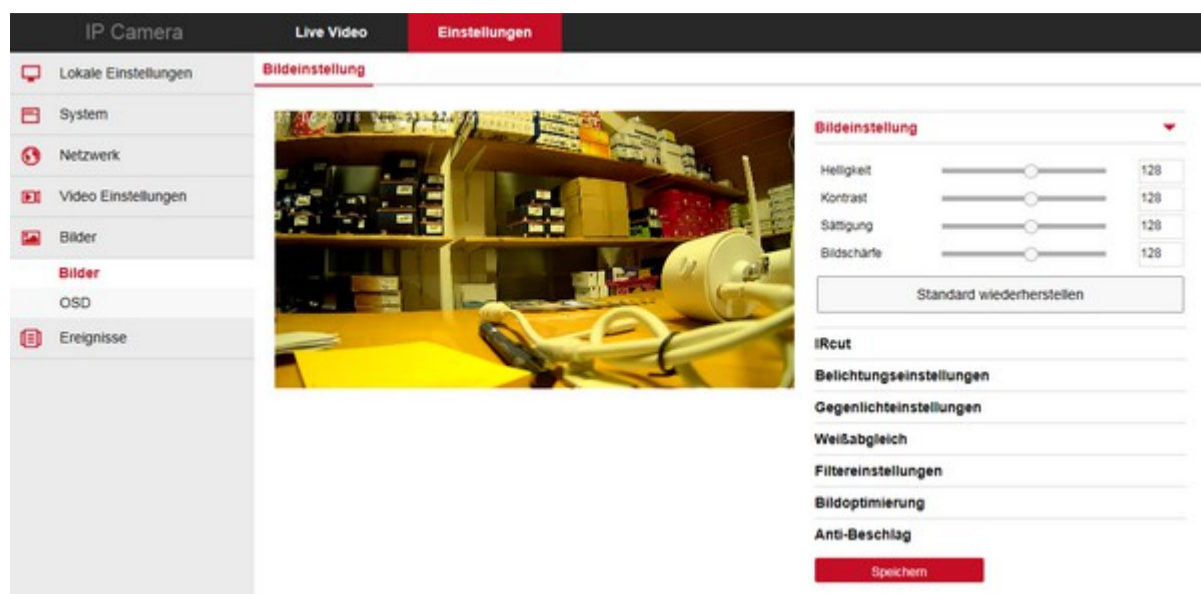 IP Camera
Live Video
Einstellungen
Lokale Einstellungen
System
Netzwerk
Video Einstellungen
Bilder
Bilder
OSD
Ereignisse
Bildeinstellung
Bildeinstellung
Helligkeit 128
Kontrast 128
Sättigung 128
Bildschärfe 128
Standard wiederherstellen
IRcut
Belichtungseinstellungen
Gegenlichteinstellungen
Weißabgleich
Filtereinstellungen
Bildoptimierung
Anti-Beschlag
Speichern